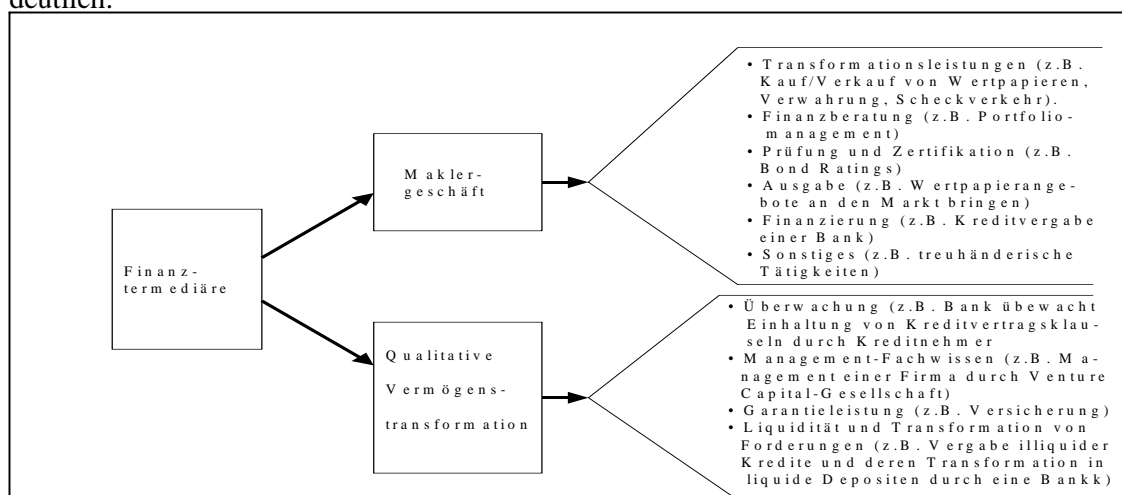 deutlich:
Finanz-
termediäre
Makler-
geschäft
• Transformationsleistungen (z.B.
Kauf/Verkauf von Wertpapieren,
Verwahrung, Scheckverkehr).
• Finanzberatung (z.B. Portfolio-
management)
• Prüfung und Zertifikation (z.B.
Bond Ratings)
• Ausgabe (z.B. Wertpapierange-
bote an den Markt bringen)
• Finanzierung (z.B. Kreditvergabe
einer Bank)
• Sonstiges (z.B. treuhänderische
Tätigkeiten)
Qualitative
Vermögens-
transformation
• Überwachung (z.B. Bank übewacht
Einhaltung von Kreditvertragsklau-
seln durch Kreditnehmer
• Management-Fachwissen (z.B. Ma-
nagement einer Firma durch Venture
Capital-Gesellschaft)
• Garantieleistung (z.B. Versicherung)
• Liquidität und Transformation von
Forderungen (z.B. Vergabe illiquider
Kredite und deren Transformation in
liquide Depositen durch eine Bankk)